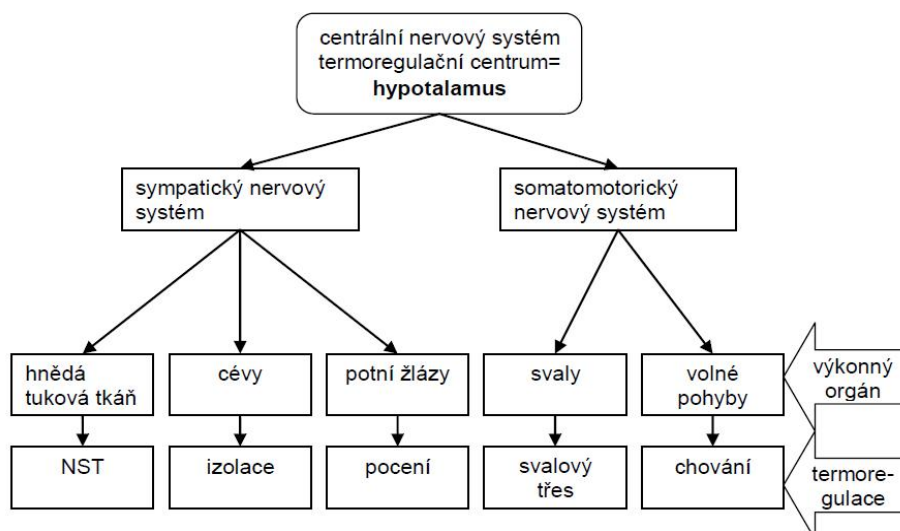 centrální nervový systém
termoregulační centrum=
hypotalamus
sympatický nervový
systém
somatomotorický
nervový systém
hnědá
tuková tkáň
cévy
potní žlázy
svaly
volné
pohyby
výkonný
orgán
NST
izolace
pocení
svalový
třes
chování
termore-
gulace